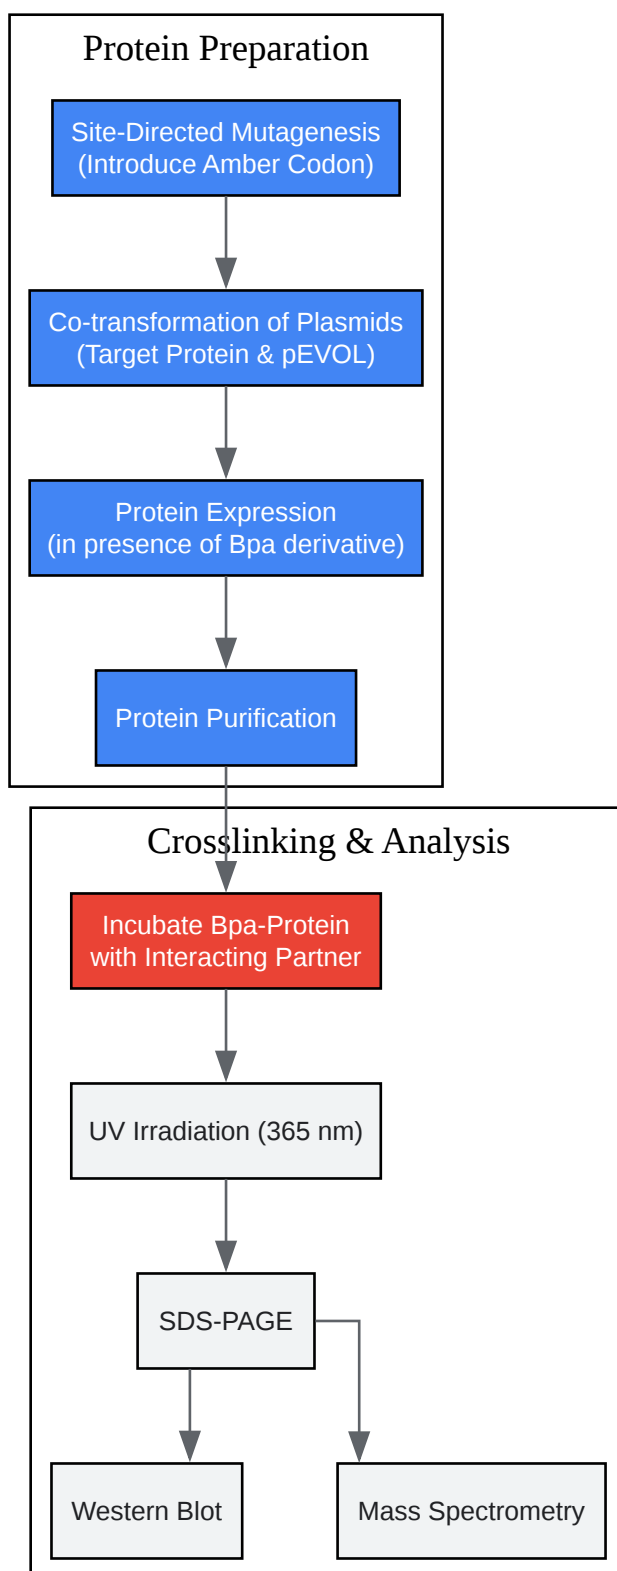 Protein Preparation
Site-Directed Mutagenesis
(Introduce Amber Codon)
Co-transformation of Plasmids
(Target Protein & pEVOL)
Protein Expression
(in presence of Bpa derivative)
Protein Purification
Crosslinking & Analysis
Incubate Bpa-Protein
with Interacting Partner
UV Irradiation (365 nm)
SDS-PAGE
Western Blot
Mass Spectrometry